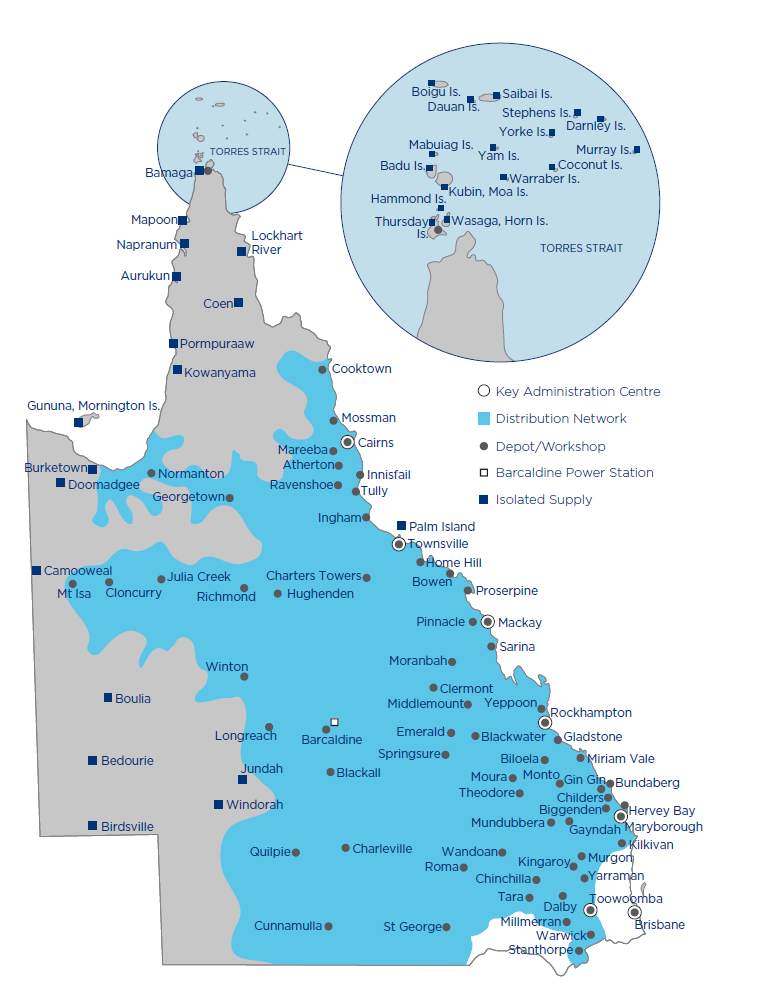 Boigu Is.
Saibai Is.
Dauan Is.
Stephens Is.
Darnley Is.
Yorke Is.
Mabuiag Is.
Yam Is.
Murray Is.
Badu Is.
Coconut Is.
Warraber Is.
Kubin, Moa Is.
Hammond Is.
Thursday
Is.
Wasaga, Horn Is.
TORRES STRAIT
TORRES STRAIT
Bamaga
Mapoon
Napranum
Lockhart
River
Aurukun
Coen
Pormpuraaw
Kowanyama
Cooktown
Key Administration Centre
Distribution Network
Depot/Workshop
Barcaldine Power Station
Isolated Supply
Gununa, Mornington Is.
Mossman
Cairns
Mareeba
Atherton
Burketown
Doomadgee
Normanton
Innisfail
Ravenshoe
Tully
Georgetown
Ingham
Palm Island
Townsville
Home Hill
Camooweal
Mt Isa
Cloncurry
Julia Creek
Richmond
Charters Towers
Hughenden
Bowen
Proserpine
Pinnacle
Mackay
Sarina
Moranbah
Winton
Clermont
Middlemount
Yeppoon
Boulia
Rockhampton
Longreach
Barcaldine
Emerald
Blackwater
Gladstone
Springsure
Biloela
Miriam Vale
Bedourie
Jundah
Blackall
Moura
Monto
Gin Gin
Bundaberg
Theodore
Childers
Windorah
Biggenden
Hervey Bay
Birdsville
Mundubbera
Gayndah
Maryborough
Kilkivan
Quilpie
Charleville
Wandoan
Murgon
Roma
Kingaroy
Chinchilla
Yarraman
Tara
Dalby
Toowoomba
Cunnamulla
St George
Millmerran
Brisbane
Warwick
Stanthorpe